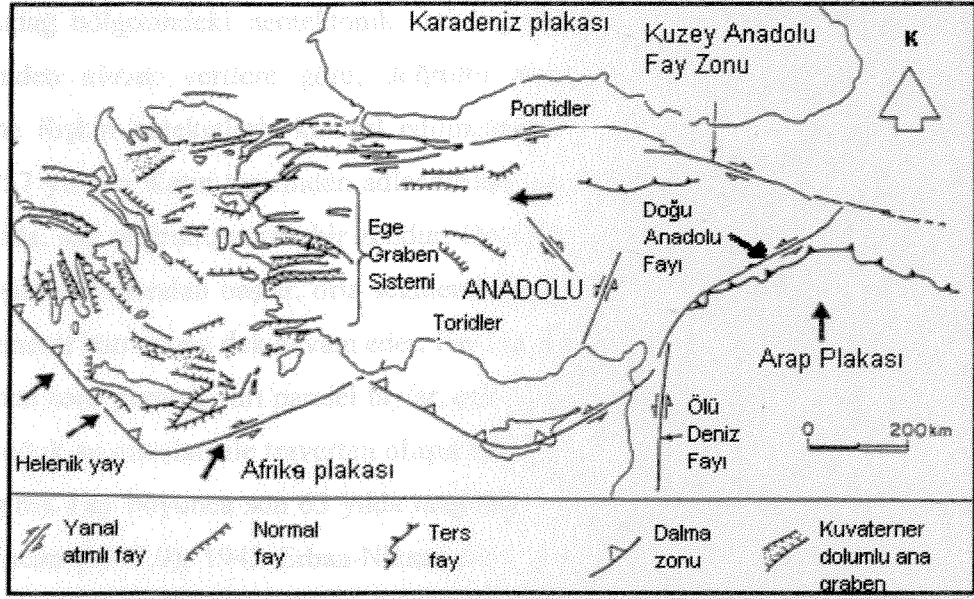 Karadeniz plakası
Kuzey Anadolu
Fay Zonu
K
Pontidler
Ege
Graben
Sistemi
Doğu
Anadolu
Fayı
ANADOLU
Toridler
Arap Plakası
Ölü
Deniz
Fayı
0 200 km
Helenik yay
Afrika plakası
Yanal
atımlı fay
Normal
fay
Ters
fay
Dalma
zonu
Kuvaterner
dolumlu ana
graben